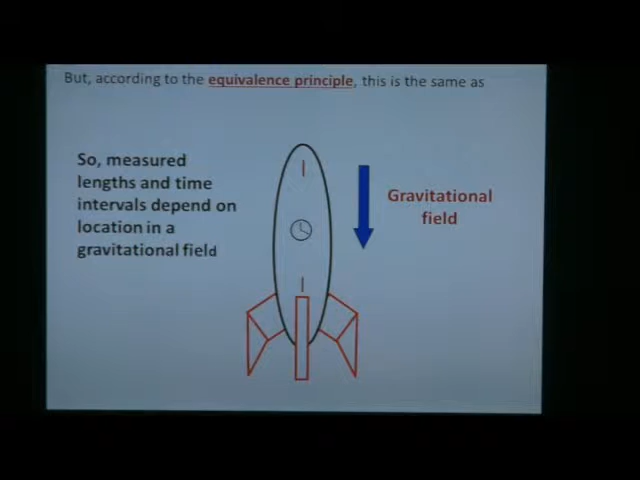 But, according to the equivalence principle, this is the same as
So, measured
lengths and time
intervals depend on
location in a
gravitational field
Gravitational
field